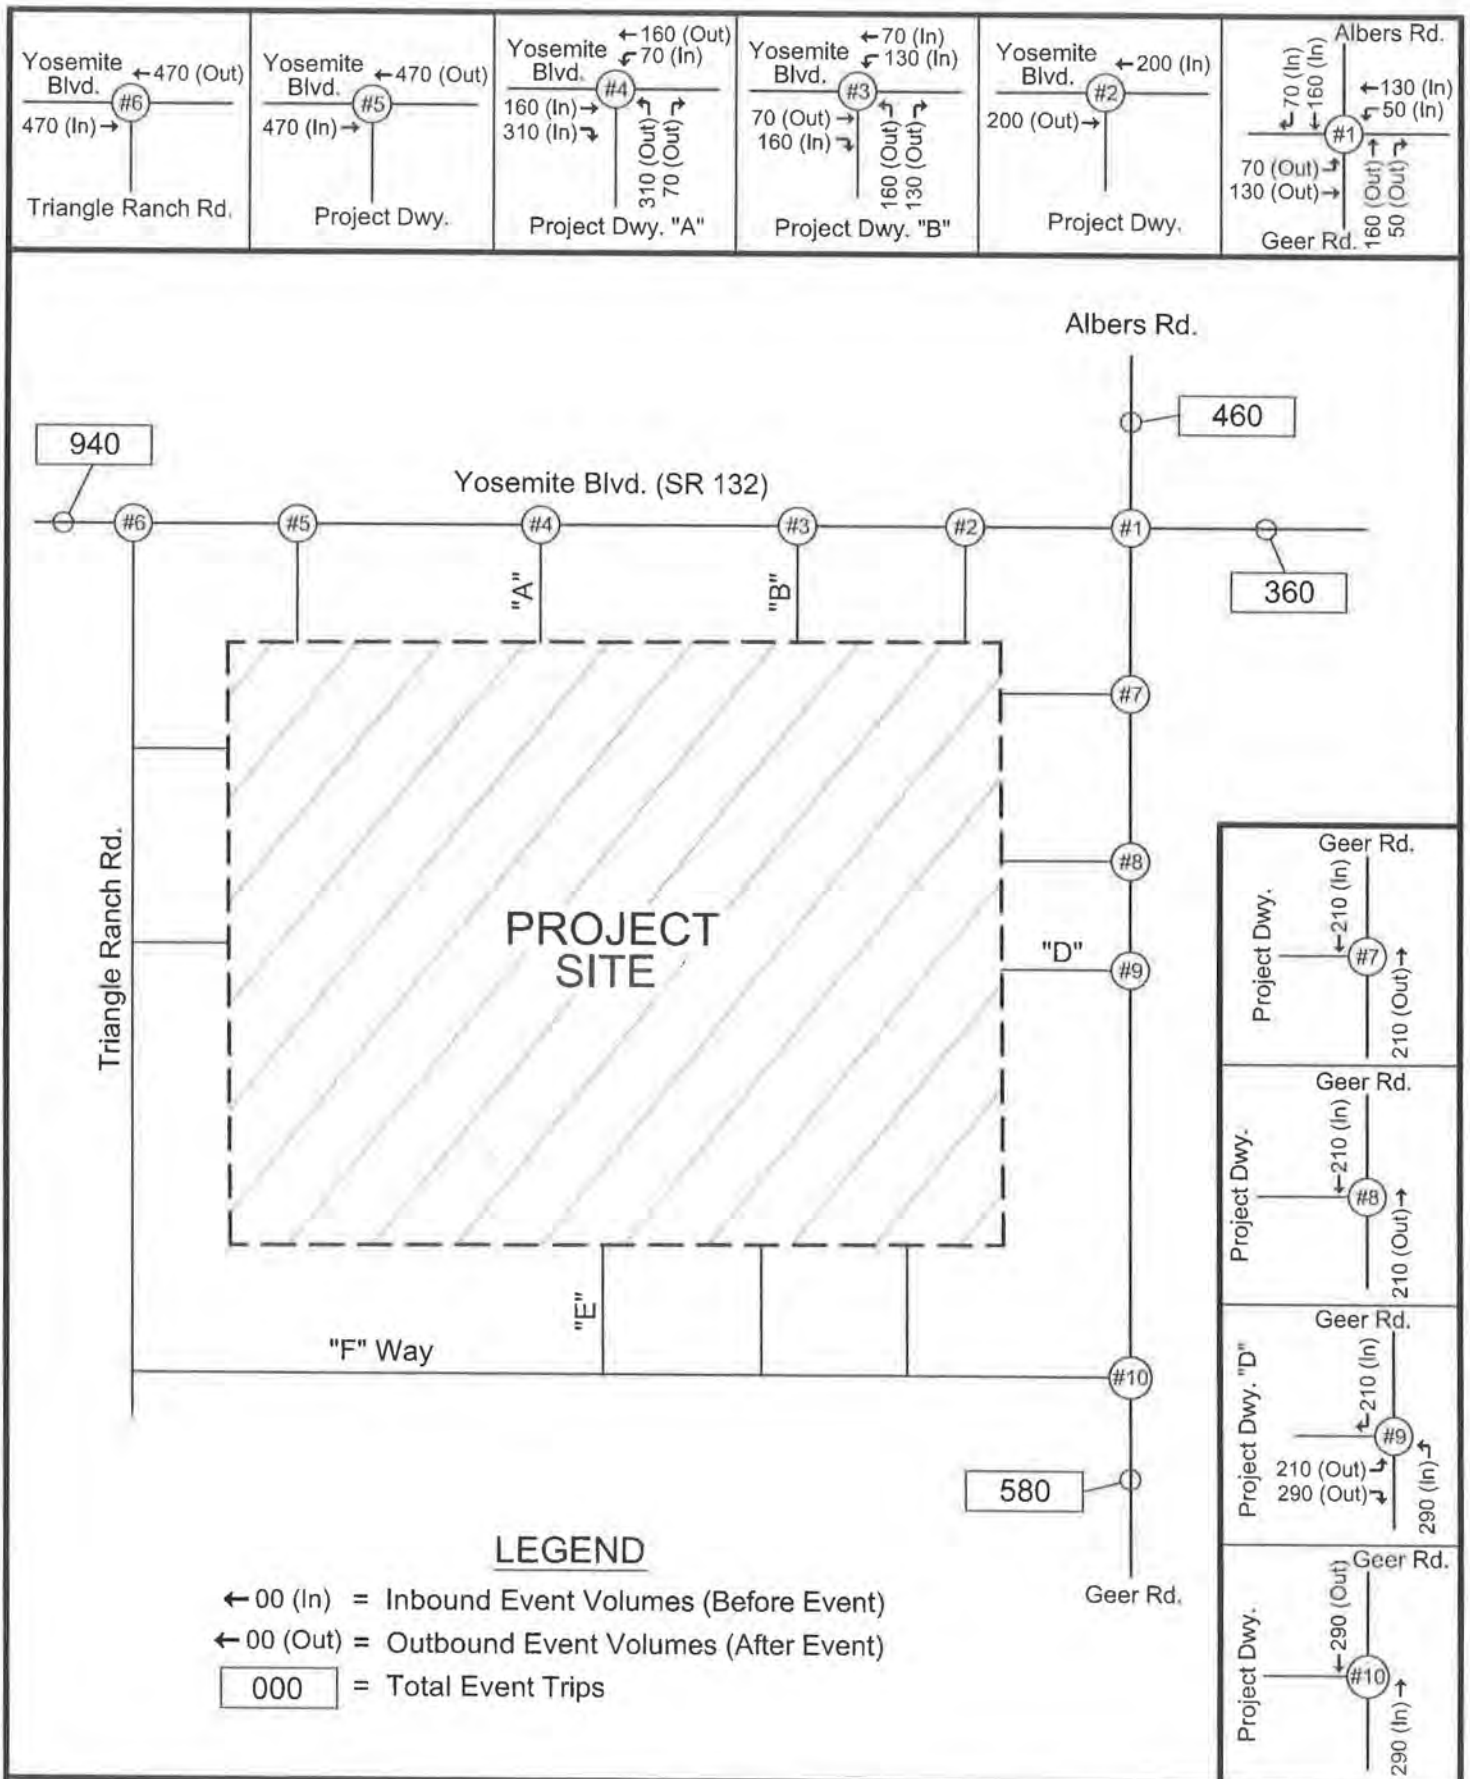 Yosemite Blvd.
←470 (Out)
#6
470 (In)→
Triangle Ranch Rd.
Yosemite Blvd.
←470 (Out)
#5
470 (In)→
Project Dwy.
Yosemite Blvd.
←160 (Out)
70 (In)
#4
160 (In)→
310 (In)
310 (Out)
70 (Out)
Project Dwy. "A"
Yosemite Blvd.
←70 (In)
130 (In)
#3
70 (Out)→
160 (In)
160 (Out)
130 (Out)
Project Dwy. "B"
Yosemite Blvd.
←200 (In)
#2
200 (Out)→
Project Dwy.
Albers Rd.
70 (In)
160 (In)
←130 (In)
50 (In)
#1
70 (Out)
130 (Out)→
160 (Out)
50 (Out)
Geer Rd.
Albers Rd.
460
940
Yosemite Blvd. (SR 132)
#6
#5
#4
#3
#2
#1
360
"A"
"B"
#7
Triangle Ranch Rd.
#8
PROJECT
SITE
"D"
#9
"E"
"F" Way
#10
580
Geer Rd.
Geer Rd.
Project Dwy.
210 (In)
#7
210 (Out)
Geer Rd.
Project Dwy.
210 (In)
#8
210 (Out)
Geer Rd.
Project Dwy. "D"
210 (In)
#9
210 (Out)
290 (Out)
290 (In)
Geer Rd.
Project Dwy.
290 (Out)
#10
290 (In)
LEGEND
←00 (In) = Inbound Event Volumes (Before Event)
←00 (Out) = Outbound Event Volumes (After Event)
000 = Total Event Trips